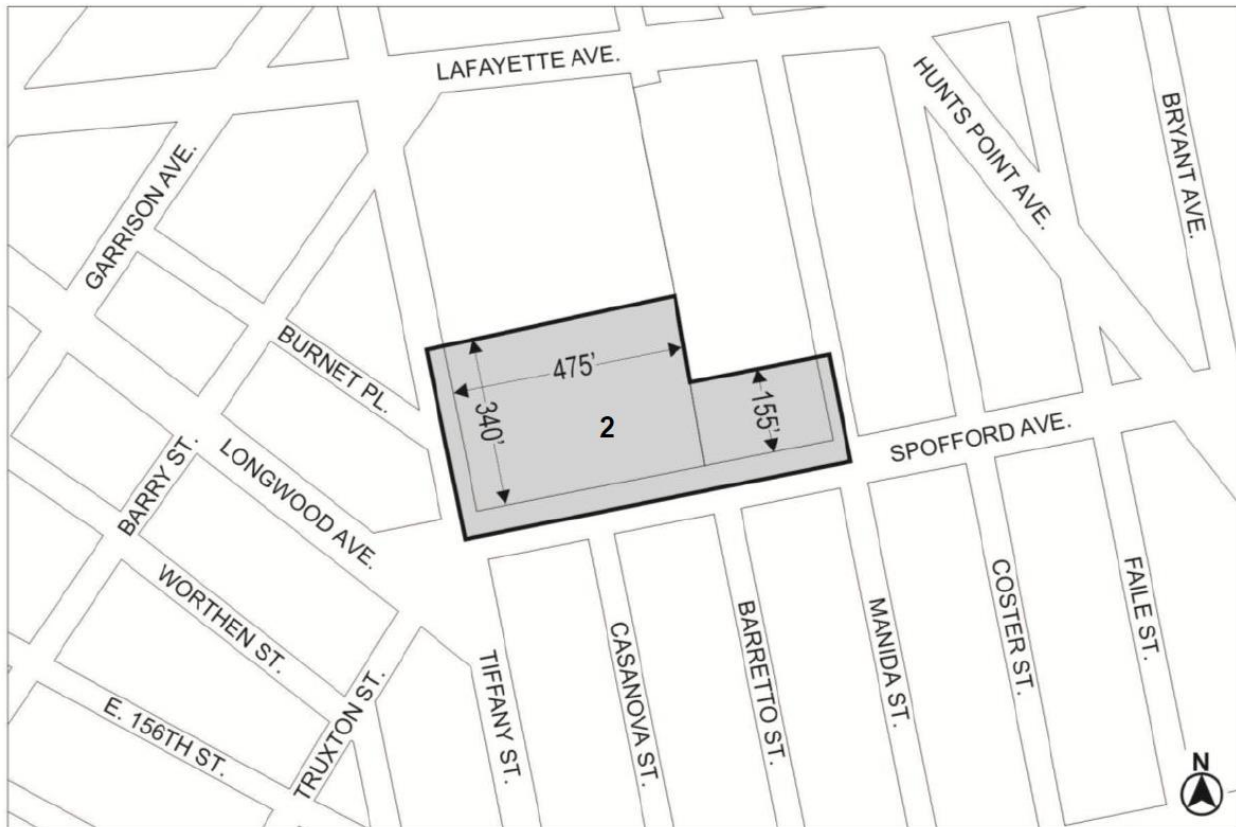 LAFAYETTE AVE.
HUNTS POINT AVE.
BRYANT AVE.
GARRISON AVE.
BURNET PL.
475'
340'
155'
2
SPOFFORD AVE.
BARRY ST.
LONGWOOD AVE.
WORTHEN ST.
E. 156TH ST.
TRUXTON ST.
TIFFANY ST.
CASANOVA ST.
BARRETTO ST.
MANIDA ST.
COSTER ST.
FAILE ST.
N